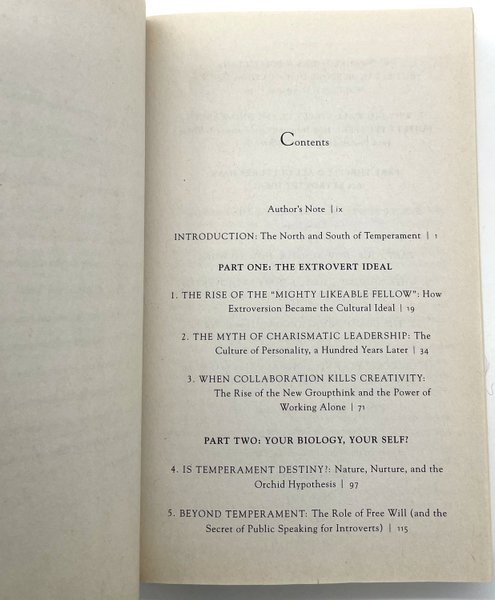 Contents
Author's Note | ix
INTRODUCTION: The North and South of Temperament | 1
PART ONE: THE EXTROVERT IDEAL
1. THE RISE OF THE "MIGHTY LIKEABLE FELLOW": How
Extroversion Became the Cultural Ideal | 19
2. THE MYTH OF CHARISMATIC LEADERSHIP: The
Culture of Personality, a Hundred Years Later | 34
3. WHEN COLLABORATION KILLS CREATIVITY:
The Rise of the New Groupthink and the Power of
Working Alone | 71
PART TWO: YOUR BIOLOGY, YOUR SELF?
4. IS TEMPERAMENT DESTINY?: Nature, Nurture, and the
Orchid Hypothesis | 97
5. BEYOND TEMPERAMENT: The Role of Free Will (and the
Secret of Public Speaking for Introverts) | 115